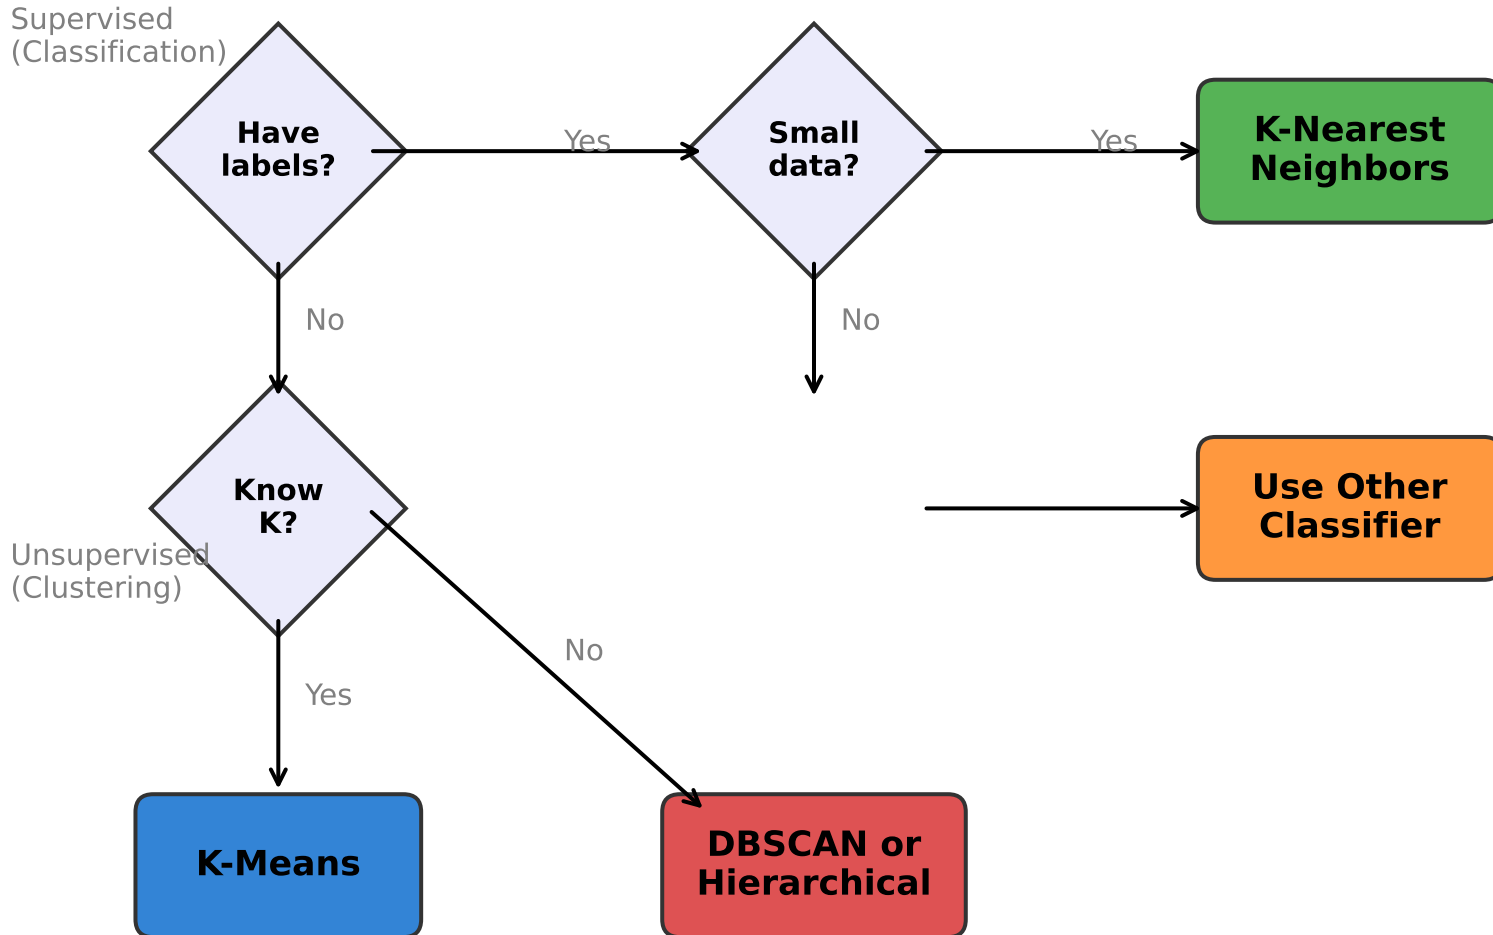 Supervised
(Classification)
Have
labels?
Yes
Small
data?
Yes
K-Nearest
Neighbors
No
No
Know
K?
Use Other
Classifier
Unsupervised
(Clustering)
No
Yes
K-Means
DBSCAN or
Hierarchical